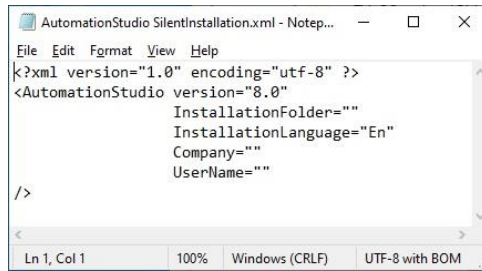 AutomationStudio SilentInstallation.xml - Notep...
File Edit Format View Help
<?xml version="1.0" encoding="utf-8" ?>
<AutomationStudio version="8.0"
InstallationFolder=""
InstallationLanguage="En"
Company=""
UserName=""
/>
Ln 1, Col 1 100% Windows (CRLF) UTF-8 with BOM